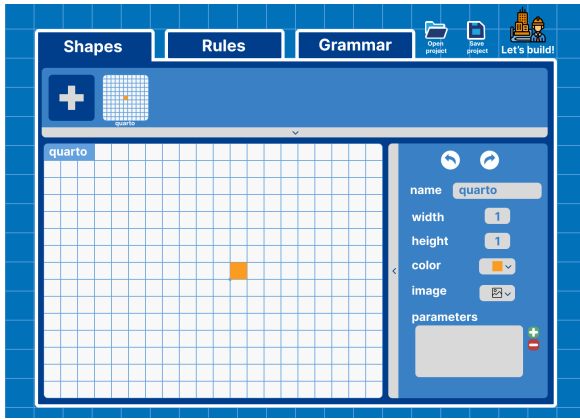 Shapes
Rules
Grammar
Open
project
Save
project
Let's build!
quarto
quarto
name quarto
width 1
height 1
color
image
parameters